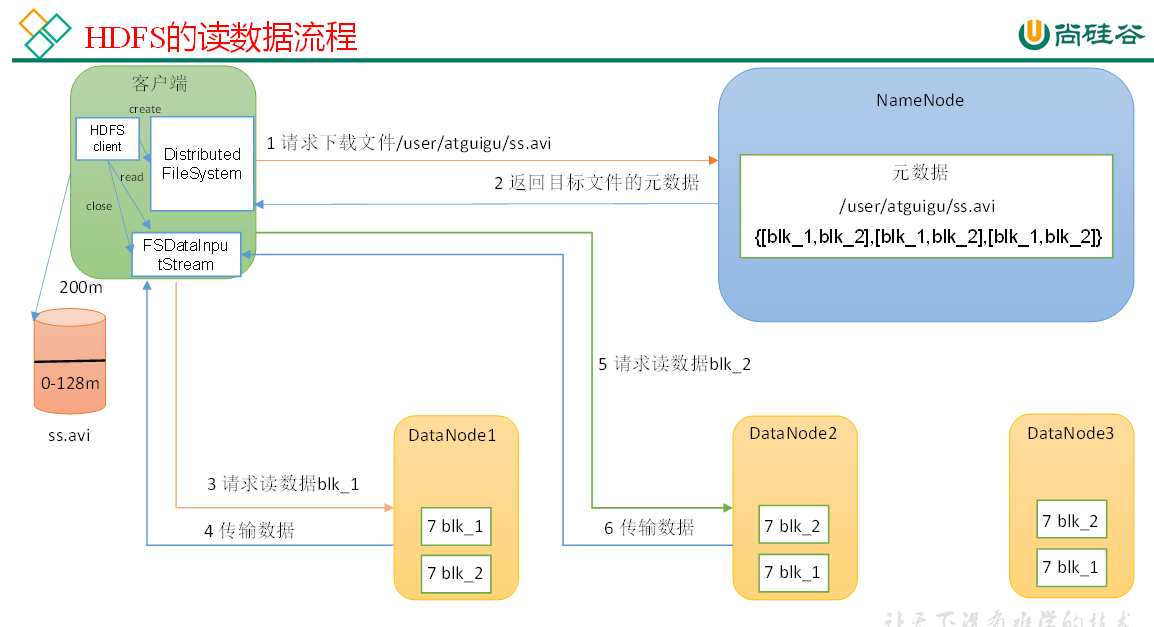 HDFS的读数据流程
尚硅谷
客户端
create
HDFS
client
Distributed
FileSystem
read
close
FSDataInpu
tStream
1 请求下载文件/user/atguigu/ss.avi
2 返回目标文件的元数据
NameNode
元数据
/user/atguigu/ss.avi
{[blk_1,blk_2],[blk_1,blk_2],[blk_1,blk_2]}
200m
0-128m
ss.avi
5 请求读数据blk_2
3 请求读数据blk_1
4 传输数据
6 传输数据
DataNode1
7 blk_1
7 blk_2
DataNode2
7 blk_2
7 blk_1
DataNode3
7 blk_2
7 blk_1
让天下没有难学的技术